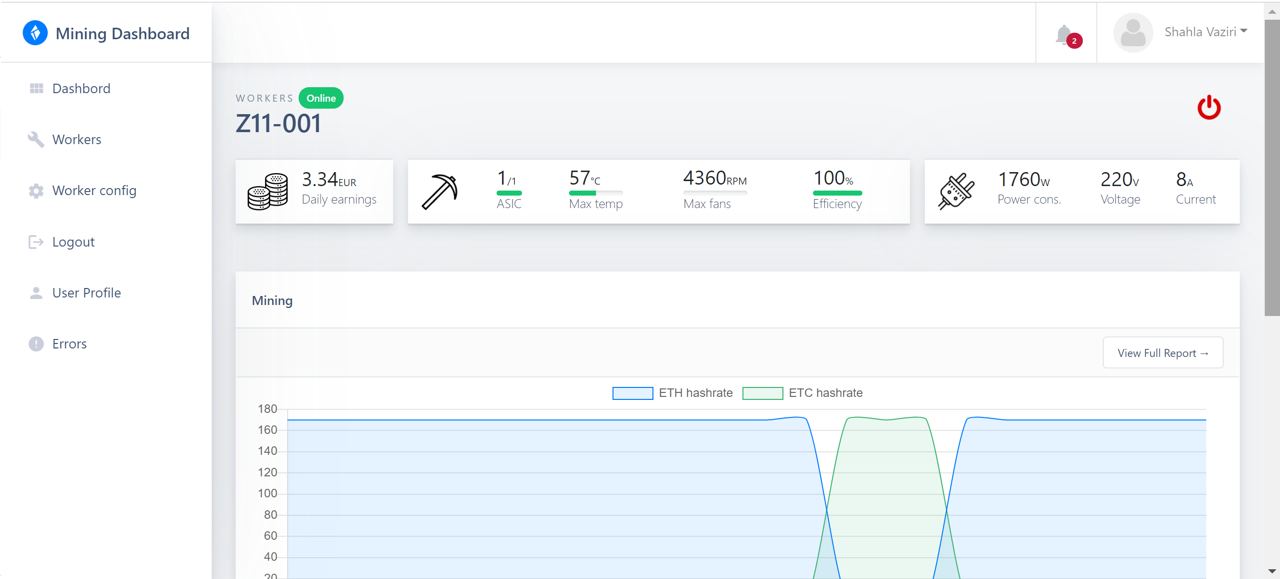 Mining Dashboard
2
Shahla Vaziri
Dashbord
Workers
Worker config
Logout
User Profile
Errors
WORKERS Online
Z11-001
3.34EUR
Daily earnings
1/1
ASIC
57°C
Max temp
4360RPM
Max fans
100%
Efficiency
1760W
Power cons.
220V
Voltage
8A
Current
Mining
View Full Report →
ETH hashrate
ETC hashrate
180
160
140
120
100
80
60
40
20